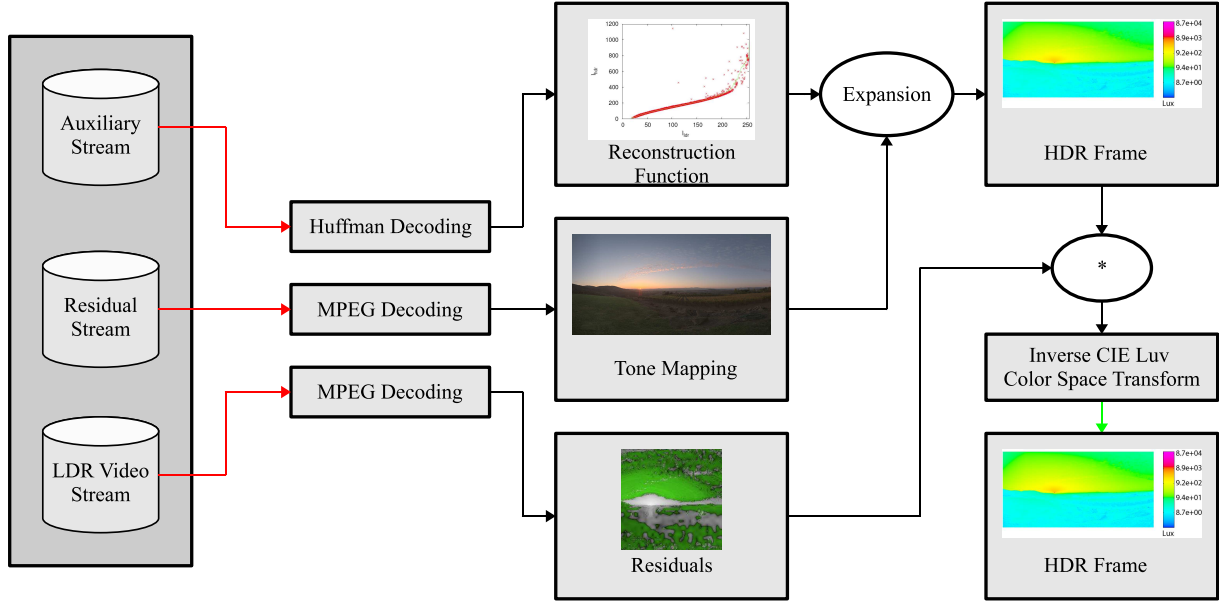 Auxiliary
Stream
Residual
Stream
LDR Video
Stream
Huffman Decoding
MPEG Decoding
MPEG Decoding
1200
1000
800
600
400
200
0
0 50 100 150 200 250
Reconstruction
Function
Tone Mapping
Residuals
Expansion
8.7e+04
8.9e+03
9.2e+02
9.4e+01
8.7e+00
Lux
HDR Frame
*
Inverse CIE Luv
Color Space Transform
8.7e+04
8.9e+03
9.2e+02
9.4e+01
8.7e+00
Lux
HDR Frame